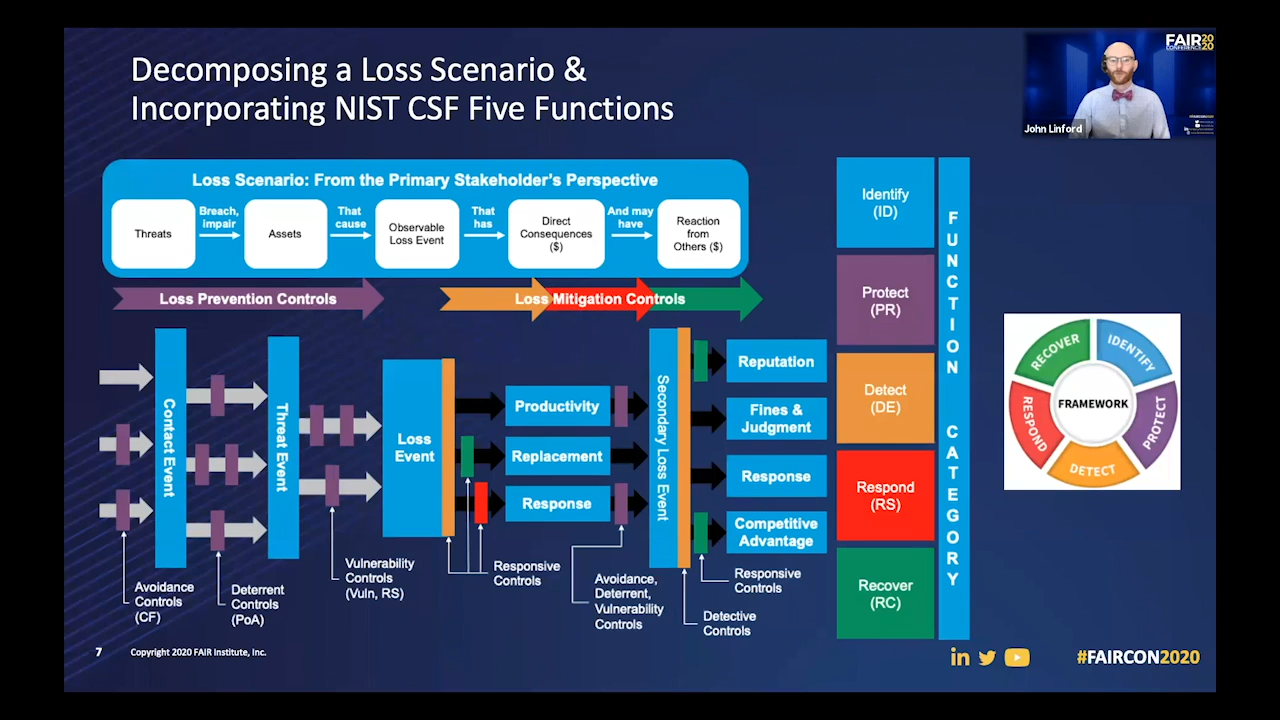 Decomposing a Loss Scenario &
Incorporating NIST CSF Five Functions
FAIR 2020
CONFERENCE
John Linford
Loss Scenario: From the Primary Stakeholder's Perspective
Threats
Breach,
impair
Assets
That
cause
Observable
Loss Event
That
has
Direct
Consequences
($)
And may
have
Reaction
from
Others ($)
Loss Prevention Controls
Loss Mitigation Controls
Contact Event
Threat Event
Loss
Event
Productivity
Replacement
Response
Secondary Loss Event
Reputation
Fines &
Judgment
Response
Competitive
Advantage
Avoidance
Controls
(CF)
Deterrent
Controls
(PoA)
Vulnerability
Controls
(Vuln, RS)
Responsive
Controls
Avoidance,
Deterrent,
Vulnerability
Controls
Responsive
Controls
Detective
Controls
Identify
(ID)
Protect
(PR)
Detect
(DE)
Respond
(RS)
Recover
(RC)
FUNCTION CATEGORY
RECOVER
IDENTIFY
PROTECT
DETECT
RESPOND
FRAMEWORK
7
Copyright 2020 FAIR Institute, Inc.
in
#FAIRCON2020